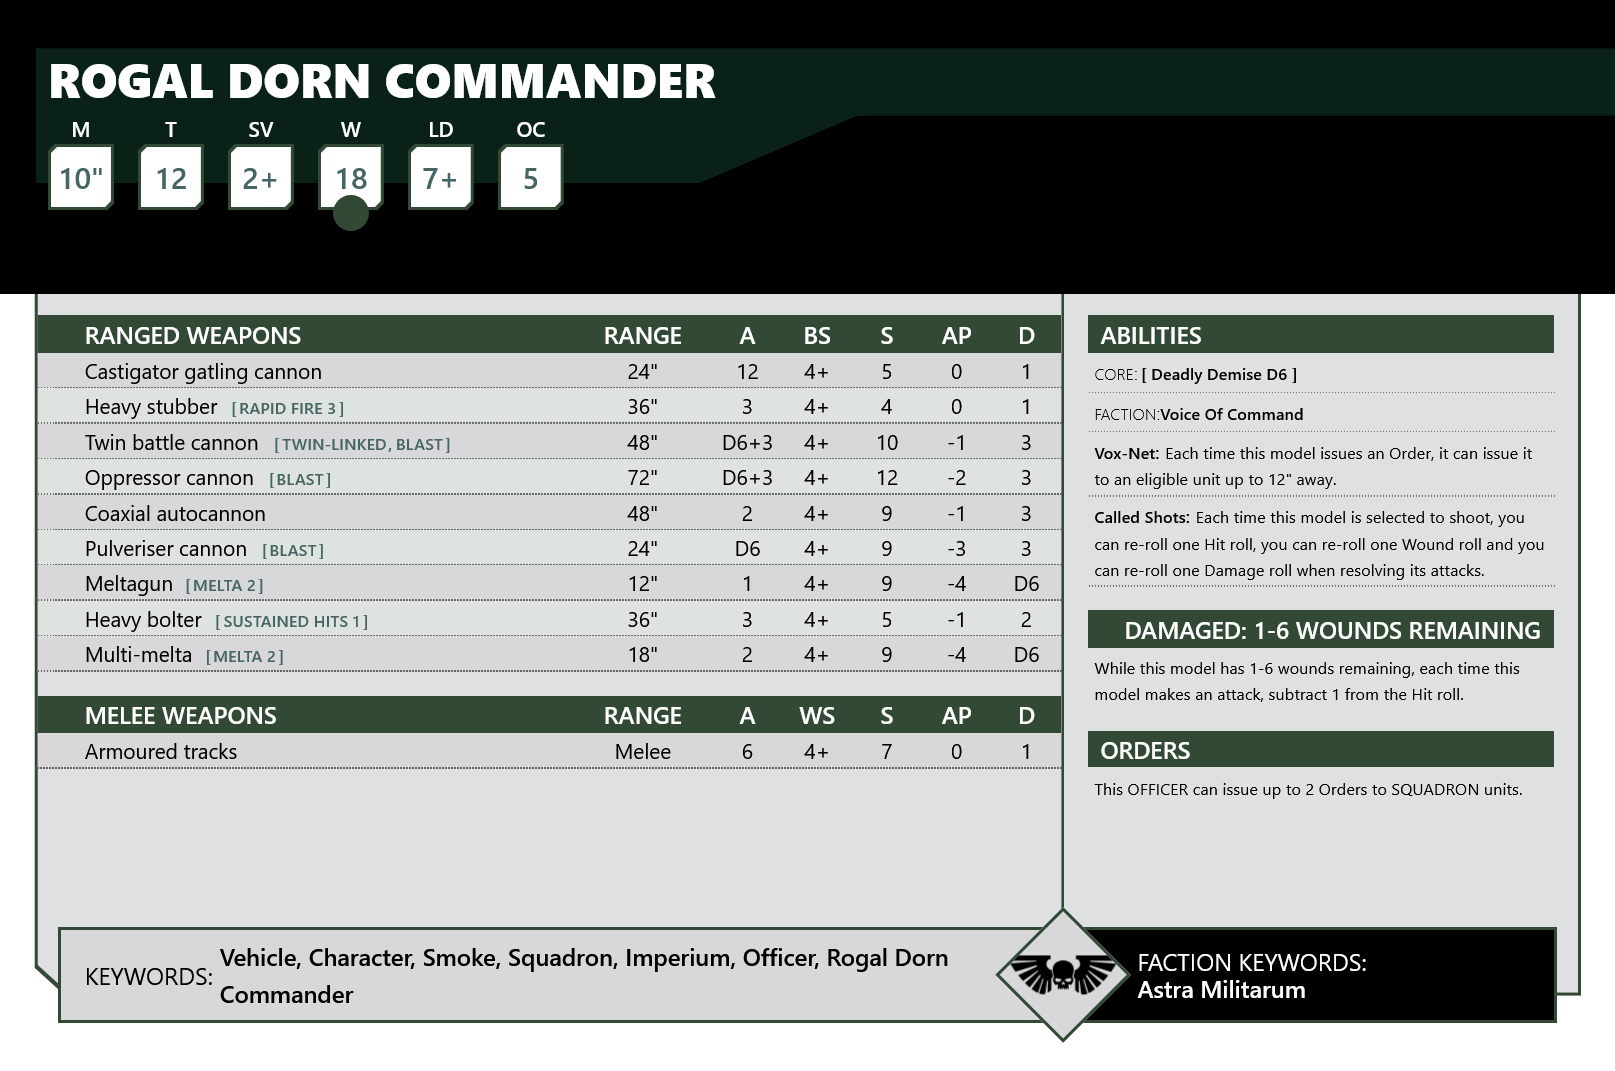 ROGAL DORN COMMANDER
M T SV W LD OC
10" 12 2+ 18 7+ 5
RANGED WEAPONS RANGE A BS S AP D
Castigator gatling cannon 24" 12 4+ 5 0 1
Heavy stubber [RAPID FIRE 3] 36" 3 4+ 4 0 1
Twin battle cannon [TWIN-LINKED, BLAST] 48" D6+3 4+ 10 -1 3
Oppressor cannon [BLAST] 72" D6+3 4+ 12 -2 3
Coaxial autocannon 48" 2 4+ 9 -1 3
Pulveriser cannon [BLAST] 24" D6 4+ 9 -3 3
Meltagun [MELTA 2] 12" 1 4+ 9 -4 D6
Heavy bolter [SUSTAINED HITS 1] 36" 3 4+ 5 -1 2
Multi-melta [MELTA 2] 18" 2 4+ 9 -4 D6
MELEE WEAPONS RANGE A WS S AP D
Armoured tracks Melee 6 4+ 7 0 1
ABILITIES
CORE: [ Deadly Demise D6 ]
FACTION:Voice Of Command
Vox-Net: Each time this model issues an Order, it can issue it
to an eligible unit up to 12" away.
Called Shots: Each time this model is selected to shoot, you
can re-roll one Hit roll, you can re-roll one Wound roll and you
can re-roll one Damage roll when resolving its attacks.
DAMAGED: 1-6 WOUNDS REMAINING
While this model has 1-6 wounds remaining, each time this
model makes an attack, subtract 1 from the Hit roll.
ORDERS
This OFFICER can issue up to 2 Orders to SQUADRON units.
KEYWORDS: Vehicle, Character, Smoke, Squadron, Imperium, Officer, Rogal Dorn
Commander
FACTION KEYWORDS:
Astra Militarum